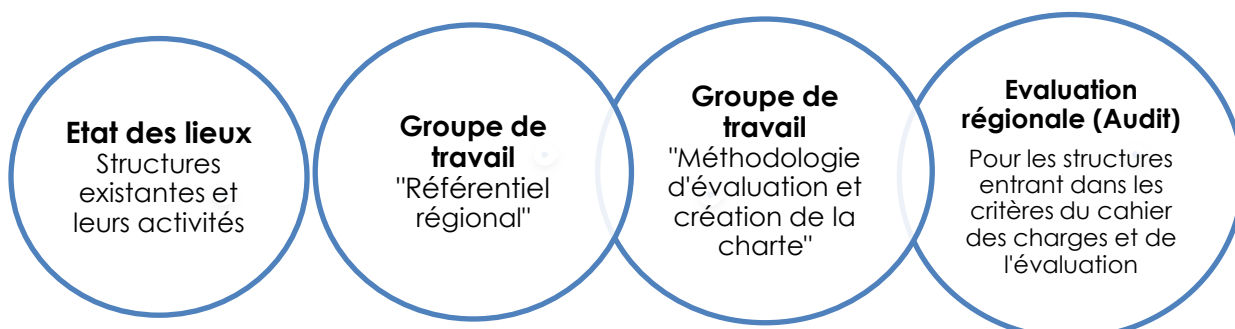 Etat des lieux
Structures
existantes et
leurs activités
Groupe de
travail
"Référentiel
régional"
Groupe de
travail
"Méthodologie
d'évaluation et
création de la
charte"
Evaluation
régionale (Audit)
Pour les structures
entrant dans les
critères du cahier
des charges et de
l'évaluation